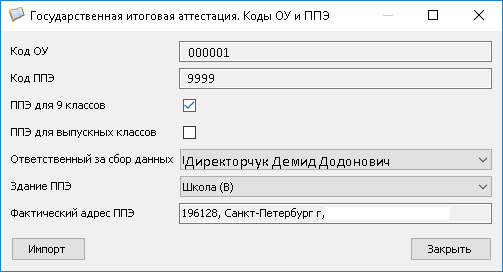 Государственная итоговая аттестация. Коды ОУ и ППЭ
Код ОУ 000001
Код ППЭ 9999
ППЭ для 9 классов
ППЭ для выпускных классов
Ответственный за сбор данных !Директорчук Демид Додонович
Здание ППЭ Школа (В)
Фактический адрес ППЭ 196128, Санкт-Петербург г,
Импорт Закрыть